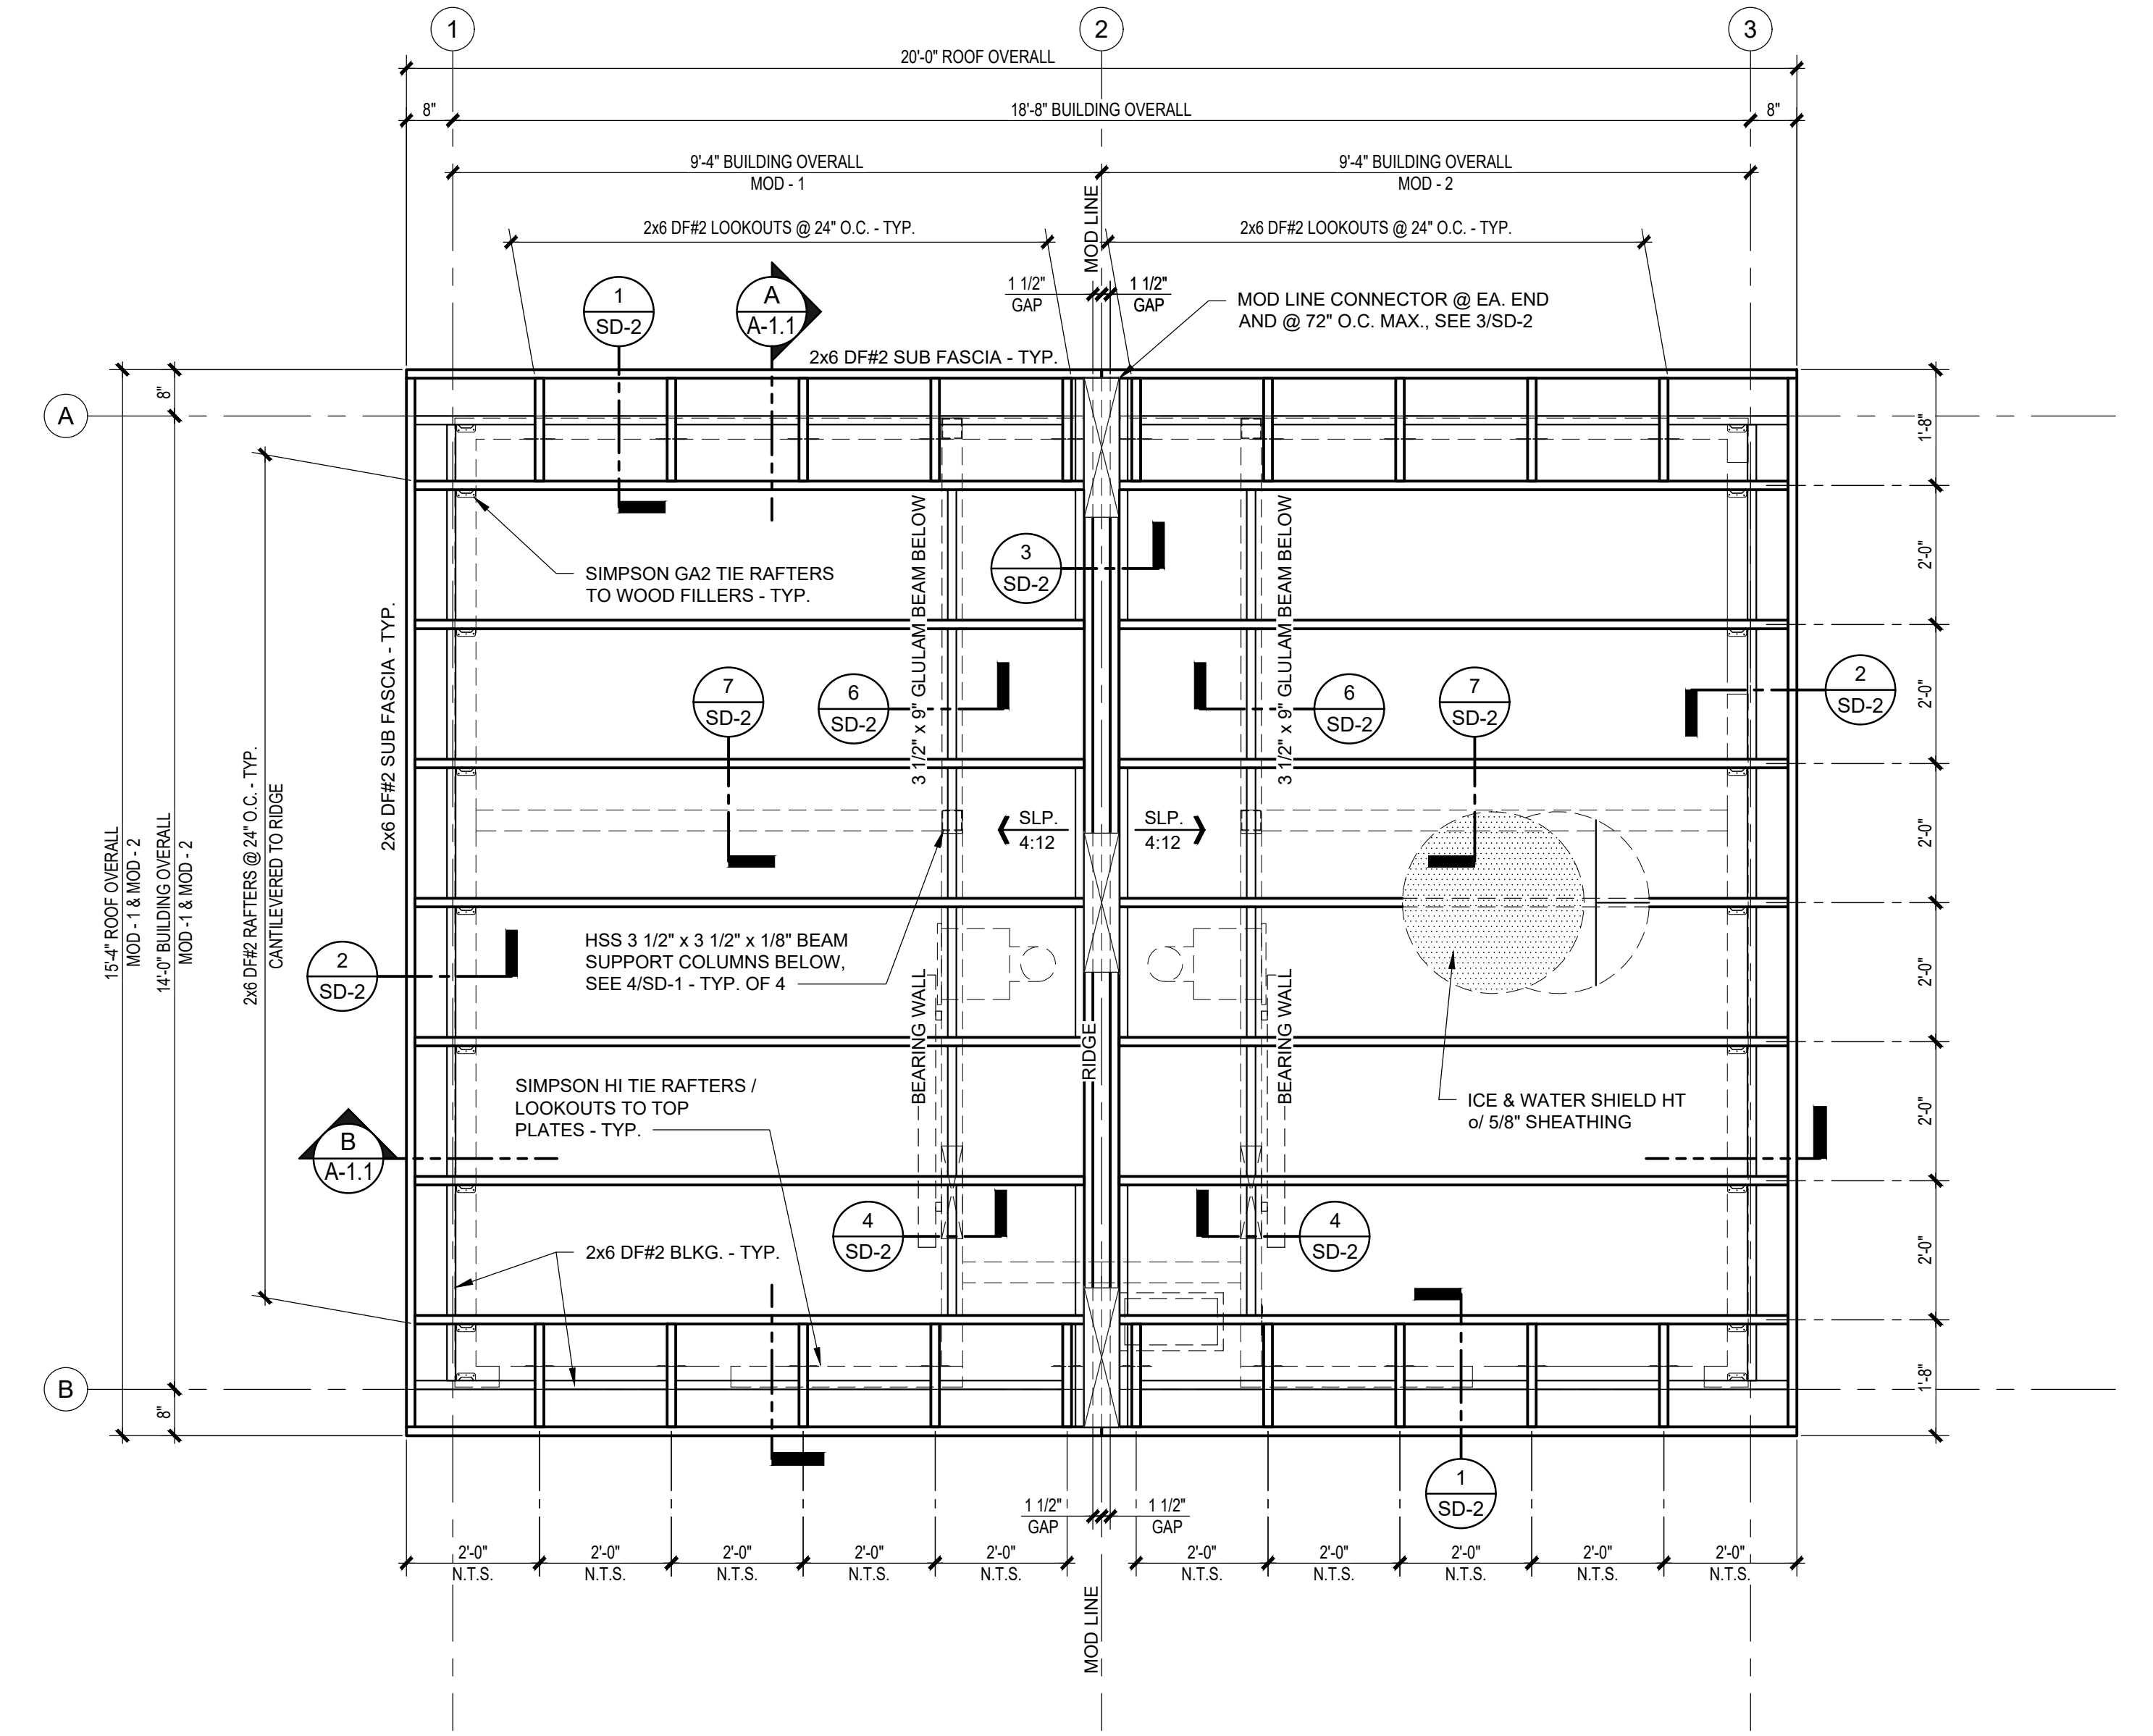 1
2
3
20'-0" ROOF OVERALL
8"
18'-8" BUILDING OVERALL
8"
9'-4" BUILDING OVERALL
MOD - 1
9'-4" BUILDING OVERALL
MOD - 2
MOD LINE
2x6 DF#2 LOOKOUTS @ 24" O.C. - TYP.
2x6 DF#2 LOOKOUTS @ 24" O.C. - TYP.
1 1/2"
GAP
1 1/2"
GAP
1
SD-2
A
A-1.1
MOD LINE CONNECTOR @ EA. END
AND @ 72" O.C. MAX., SEE 3/SD-2
2x6 DF#2 SUB FASCIA - TYP.
A
8"
1'-8"
SIMPSON GA2 TIE RAFTERS
TO WOOD FILLERS - TYP.
3 1/2" x 9" GLULAM BEAM BELOW
3
SD-2
3 1/2" x 9" GLULAM BEAM BELOW
2'-0"
2x6 DF#2 SUB FASCIA - TYP.
7
SD-2
6
SD-2
6
SD-2
7
SD-2
2
SD-2
2'-0"
15'-4" ROOF OVERALL
MOD - 1 & MOD - 2
14'-0" BUILDING OVERALL
MOD -1 & MOD - 2
2x6 DF#2 RAFTERS @ 24" O.C. - TYP.
CANTILEVERED TO RIDGE
SLP.
4:12
SLP.
4:12
2'-0"
HSS 3 1/2" x 3 1/2" x 1/8" BEAM
SUPPORT COLUMNS BELOW,
SEE 4/SD-1 - TYP. OF 4
2
SD-2
BEARING WALL
RIDGE
BEARING WALL
2'-0"
SIMPSON HI TIE RAFTERS /
LOOKOUTS TO TOP
PLATES - TYP.
ICE & WATER SHIELD HT
o/ 5/8" SHEATHING
2'-0"
B
A-1.1
4
SD-2
4
SD-2
2x6 DF#2 BLKG. - TYP.
2'-0"
B
8"
1'-8"
1
SD-2
1 1/2"
GAP
1 1/2"
GAP
2'-0"
N.T.S.
2'-0"
N.T.S.
2'-0"
N.T.S.
2'-0"
N.T.S.
2'-0"
N.T.S.
2'-0"
N.T.S.
2'-0"
N.T.S.
2'-0"
N.T.S.
2'-0"
N.T.S.
2'-0"
N.T.S.
MOD LINE